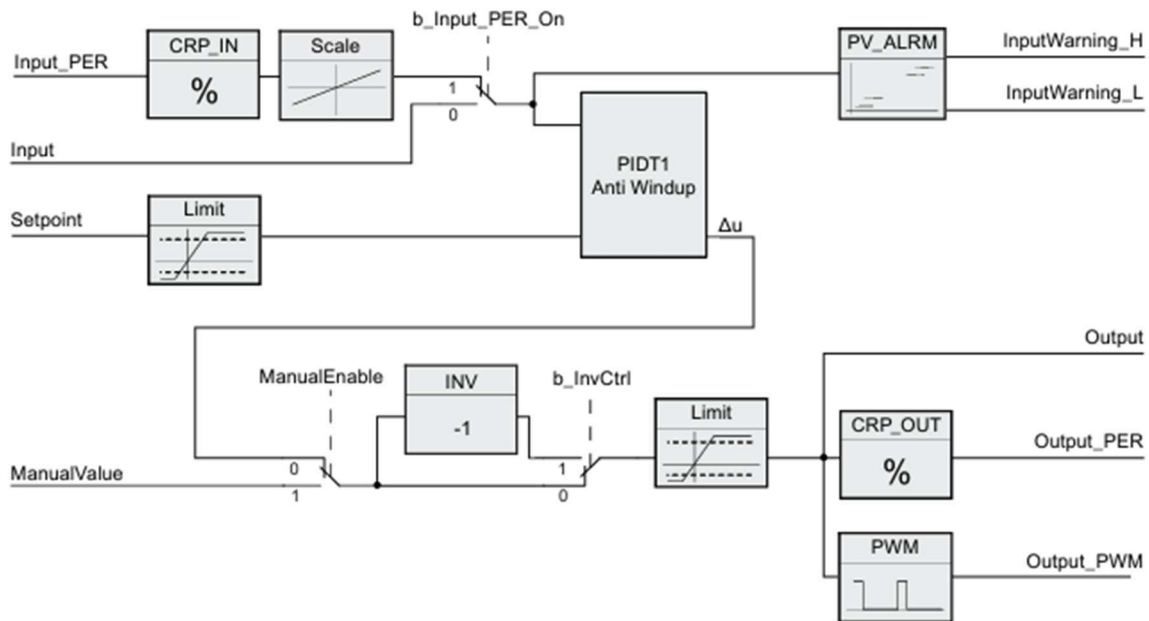 b_Input_PER_On
Input_PER
CRP_IN
%
Scale
1
0
PV_ALRM
InputWarning_H
InputWarning_L
Input
PIDT1
Anti Windup
Setpoint
Limit
Δu
Output
ManualEnable
INV
-1
b_InvCtrl
Limit
CRP_OUT
%
Output_PER
ManualValue
0
1
1
0
PWM
Output_PWM